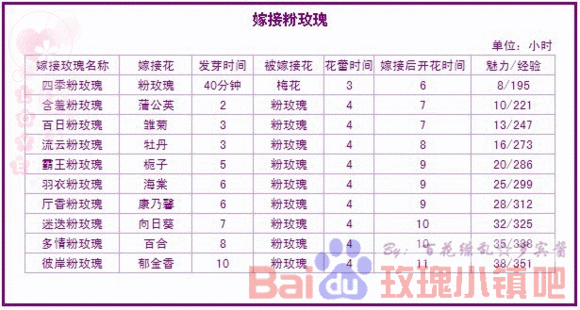 嫁接粉玫瑰
单位：小时
嫁接玫瑰名称 嫁接花 发芽时间 被嫁接花 花蕾时间 嫁接后开花时间 魅力/经验
四季粉玫瑰 粉玫瑰 40分钟 梅花 3 6 8/195
含羞粉玫瑰 蒲公英 2 粉玫瑰 4 7 10/221
百日粉玫瑰 雏菊 3 粉玫瑰 4 7 13/247
流云粉玫瑰 牡丹 3 粉玫瑰 4 8 16/273
霸王粉玫瑰 栀子 5 粉玫瑰 4 9 20/286
羽衣粉玫瑰 海棠 6 粉玫瑰 4 9 25/299
厅香粉玫瑰 康乃馨 6 粉玫瑰 4 9 28/312
迷迭粉玫瑰 向日葵 7 粉玫瑰 4 10 32/325
多情粉玫瑰 百合 8 粉玫瑰 4 10 35/338
彼岸粉玫瑰 郁金香 10 粉玫瑰 4 11 38/351
By: 百花缭乱
Baidu 玫瑰小镇吧